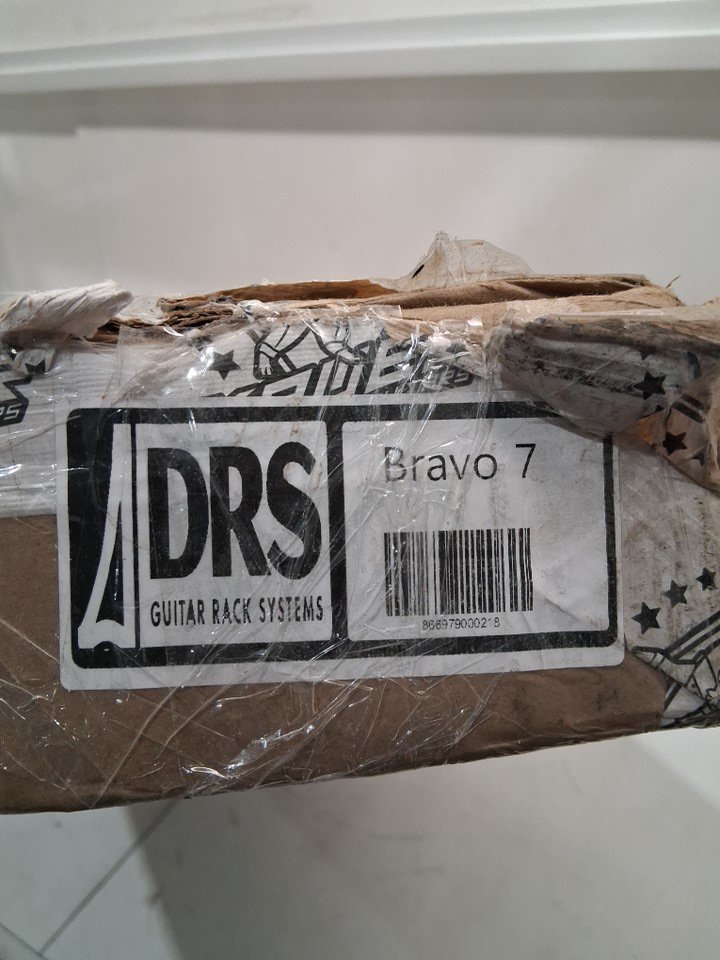 DRS
GUITAR RACK SYSTEMS
Bravo 7
866979000218